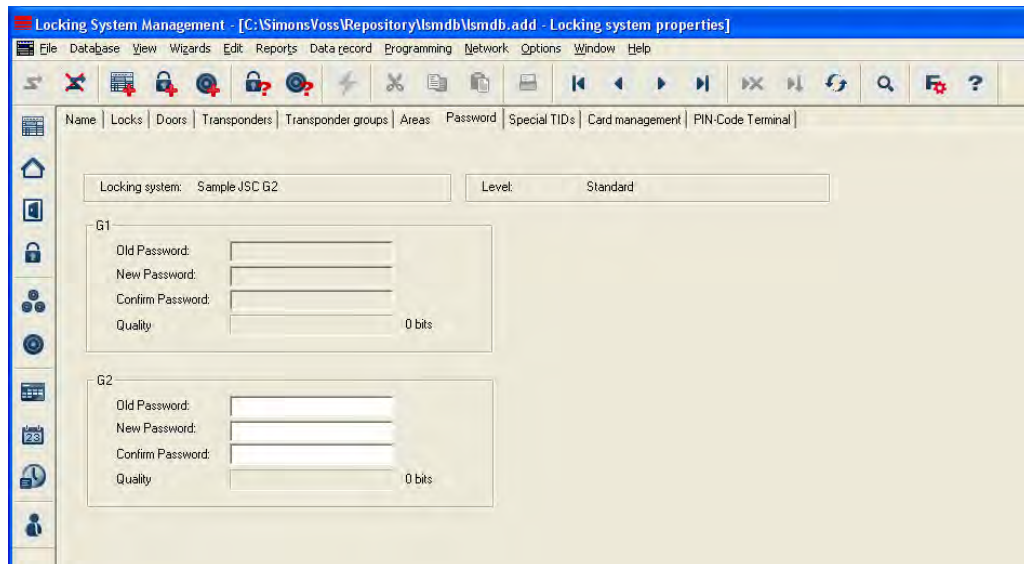 Locking System Management - [C:\SimonsVoss\Repository\lsmdb\lsmdb.add - Locking system properties]
File Database View Wizards Edit Reports Data record Programming Network Options Window Help
Name Locks Doors Transponders Transponder groups Areas Password Special TIDs Card management PIN-Code Terminal
Locking system: Sample JSC G2 Level: Standard
G1
Old Password:
New Password:
Confirm Password:
Quality 0 bits
G2
Old Password:
New Password:
Confirm Password:
Quality 0 bits
23